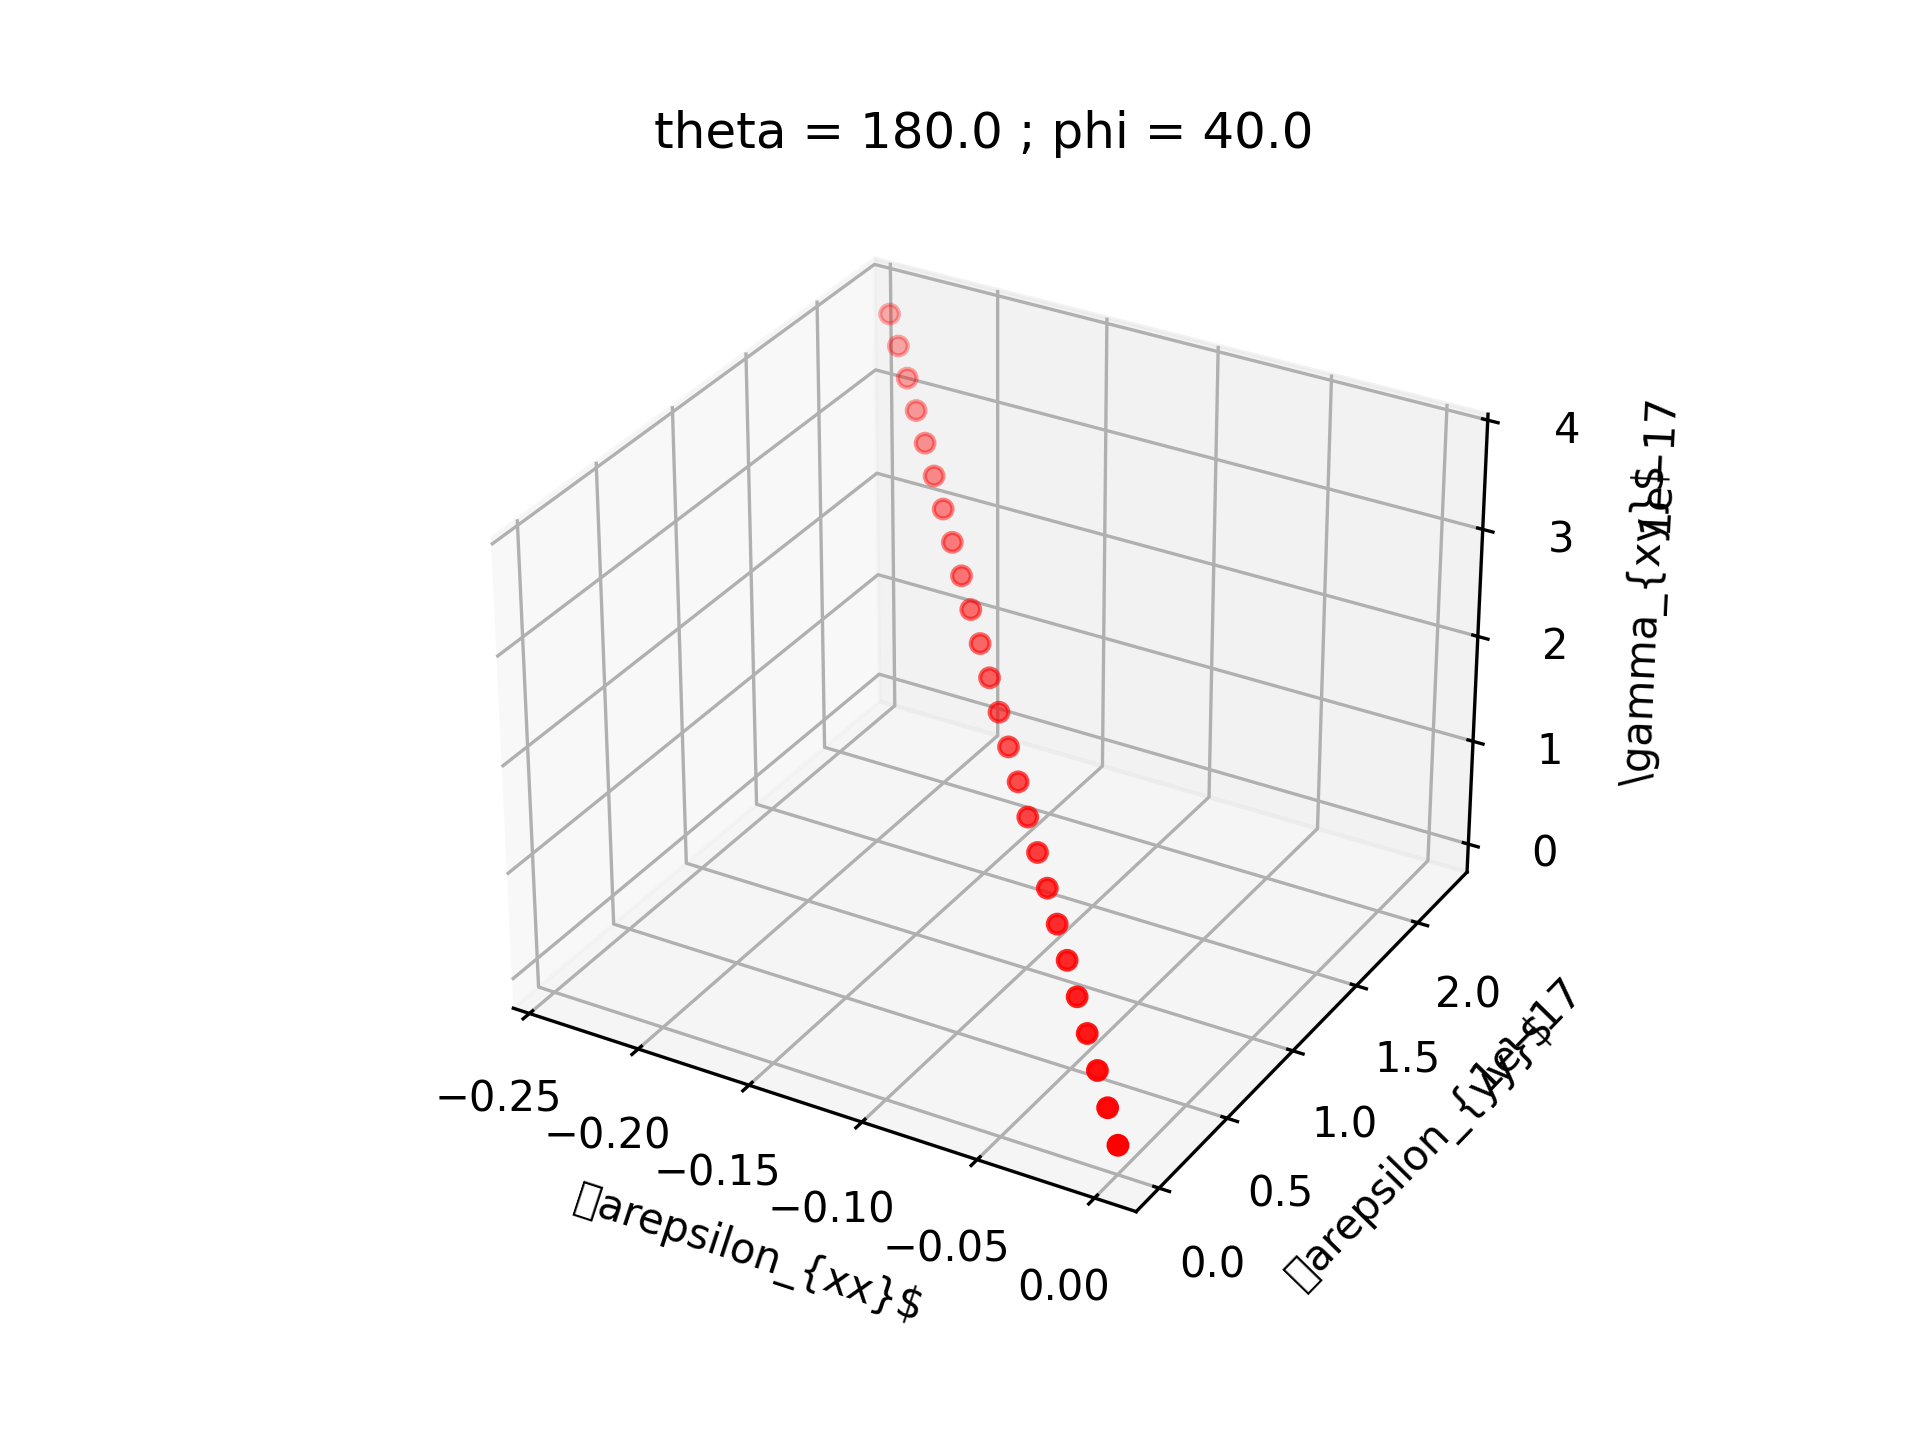 theta = 180.0 ; phi = 40.0
4
3
2
1
0
1e−17
\gamma_{xy}$
2.0
1.5
1.0
0.5
0.0
1e−17
▯arepsilon_{yy}$
−0.25
−0.20
−0.15
−0.10
−0.05
0.00
▯arepsilon_{xx}$